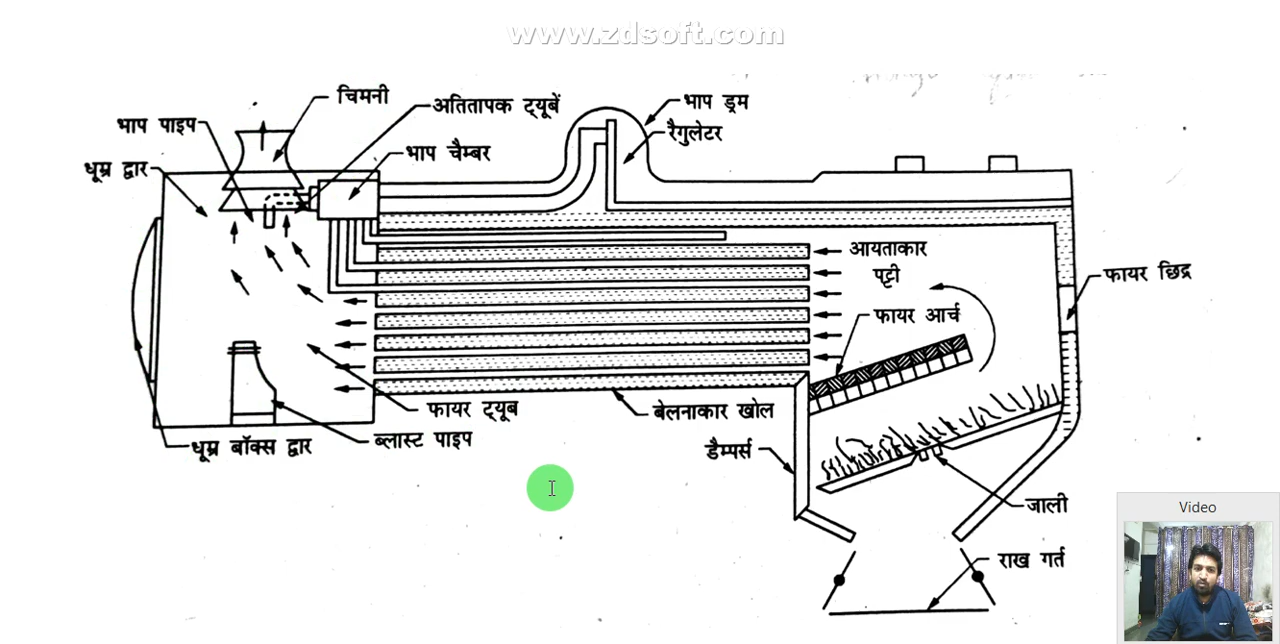 www.zdsoft.com
चिमनी
अतितापक ट्यूबें
भाप ड्रम
भाप पाइप
रैगुलेटर
भाप चैम्बर
धूम्र द्वार
आयताकार
पट्टी
फायर छिद्र
फायर आर्च
फायर ट्यूब
बेलनाकार खोल
ब्लास्ट पाइप
धूम्र बॉक्स द्वार
डैम्पर्स
जाली
Video
राख गर्त